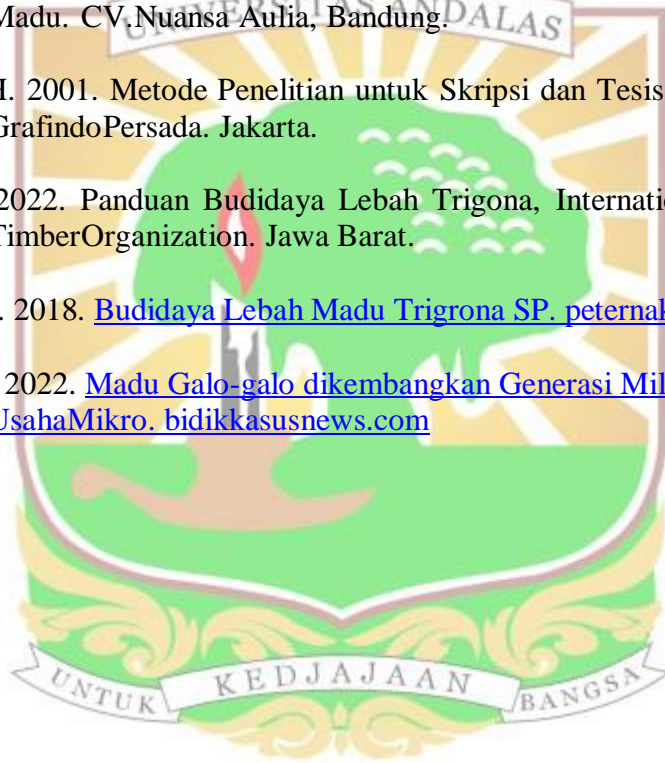 Madu. CV.Nuansa Aulia, Bandung.
UNIVERSITAS ANDALAS
H. 2001. Metode Penelitian untuk Skripsi dan Tesis
GrafindoPersada. Jakarta.
2022. Panduan Budidaya Lebah Trigona, Internatio
TimberOrganization. Jawa Barat.
. 2018. Budidaya Lebah Madu Trigrona SP. peternak
2022. Madu Galo-galo dikembangkan Generasi Mil
UsahaMikro. bidikkasusnews.com
UNTUK KEDJAJAAN BANGSA